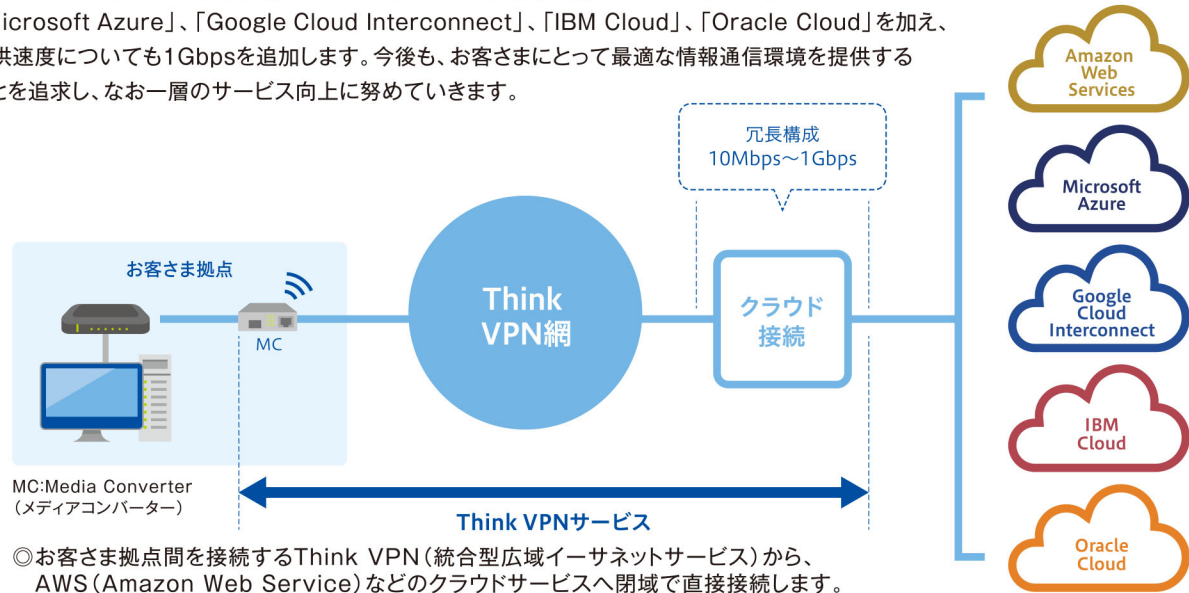 icrosoft Azure」、「Google Cloud Interconnect」、「IBM Cloud」、「Oracle Cloud」を加え、
供速度についても1Gbpsを追加します。今後も、お客さまにとって最適な情報通信環境を提供する
を追求し、なお一層のサービス向上に努めていきます。
Amazon
Web
Services
冗長構成
10Mbps～1Gbps
Microsoft
Azure
お客さま拠点
MC
Think
VPN網
クラウド
接続
Google
Cloud
Interconnect
IBM
Cloud
MC:Media Converter
（メディアコンバーター）
Think VPNサービス
Oracle
Cloud
◎お客さま拠点間を接続するThink VPN（統合型広域イーサネットサービス）から、
AWS（Amazon Web Service）などのクラウドサービスへ閉域で直接接続します。